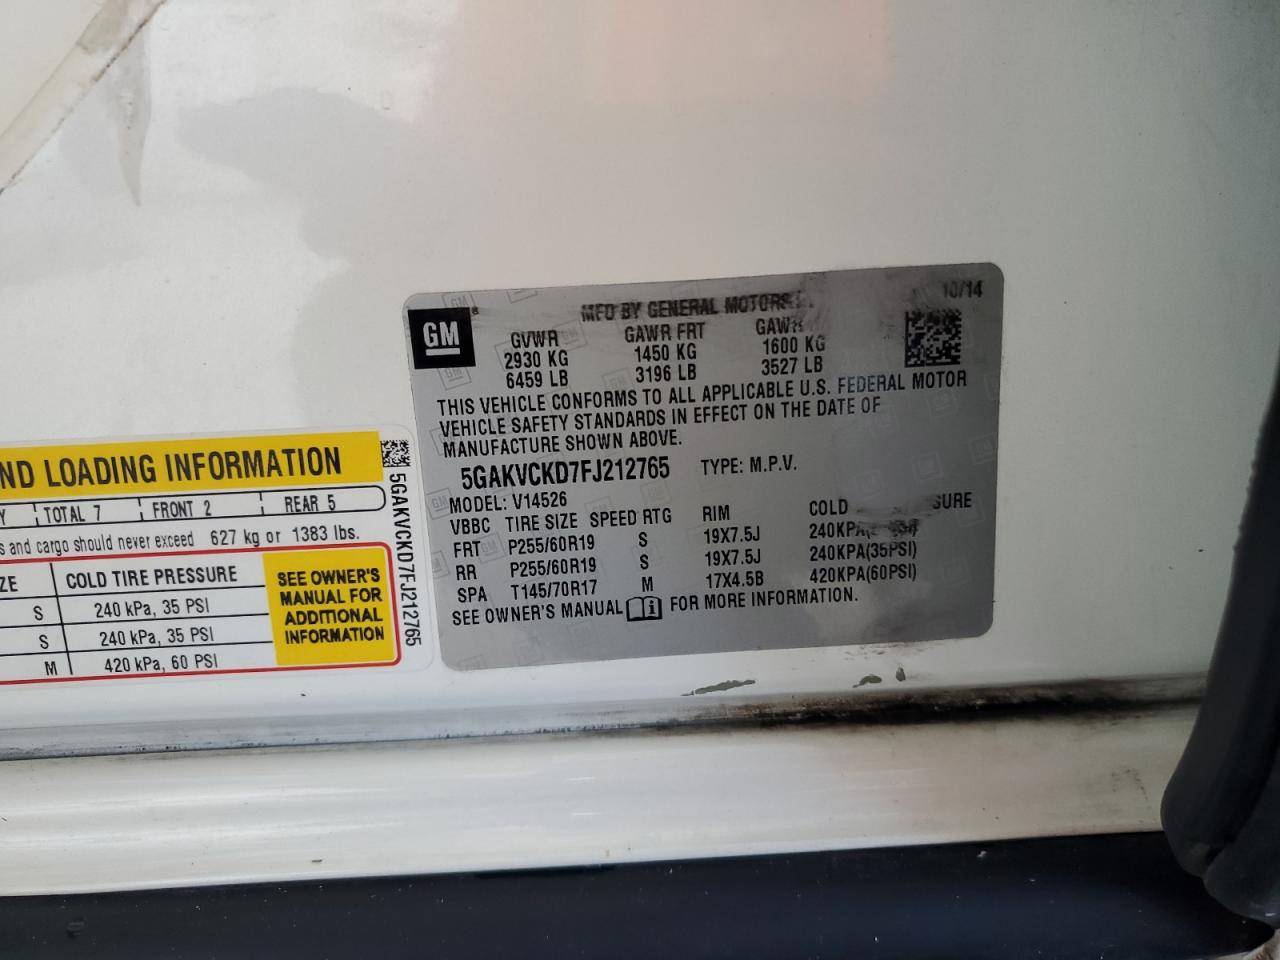 GM
MFD BY GENERAL MOTORS
10/14
GVWR GAWR FRT
2930 KG 1450 KG 1600 KG
6459 LB 3196 LB 3527 LB
THIS VEHICLE CONFORMS TO ALL APPLICABLE U.S. FEDERAL MOTOR
VEHICLE SAFETY STANDARDS IN EFFECT ON THE DATE OF
MANUFACTURE SHOWN ABOVE.
5GAKVCKD7FJ212765 TYPE: M.P.V.
MODEL: V14526
VBBC TIRE SIZE SPEED RTG RIM COLD
FRT P255/60R19 S 19X7.5J
RR P255/60R19 S 19X7.5J 240KPA(35PSI)
SPA T145/70R17 M 17X4.5B 420KPA(60PSI)
SEE OWNER'S MANUAL FOR MORE INFORMATION.
LOADING INFORMATION
TOTAL 7 FRONT 2 REAR 5
and cargo should never exceed 627 kg or 1383 lbs.
COLD TIRE PRESSURE
S 240 kPa, 35 PSI
S 240 kPa, 35 PSI
M 420 kPa, 60 PSI
SEE OWNER'S
MANUAL FOR
ADDITIONAL
INFORMATION
5GAKVCKD7FJ212765